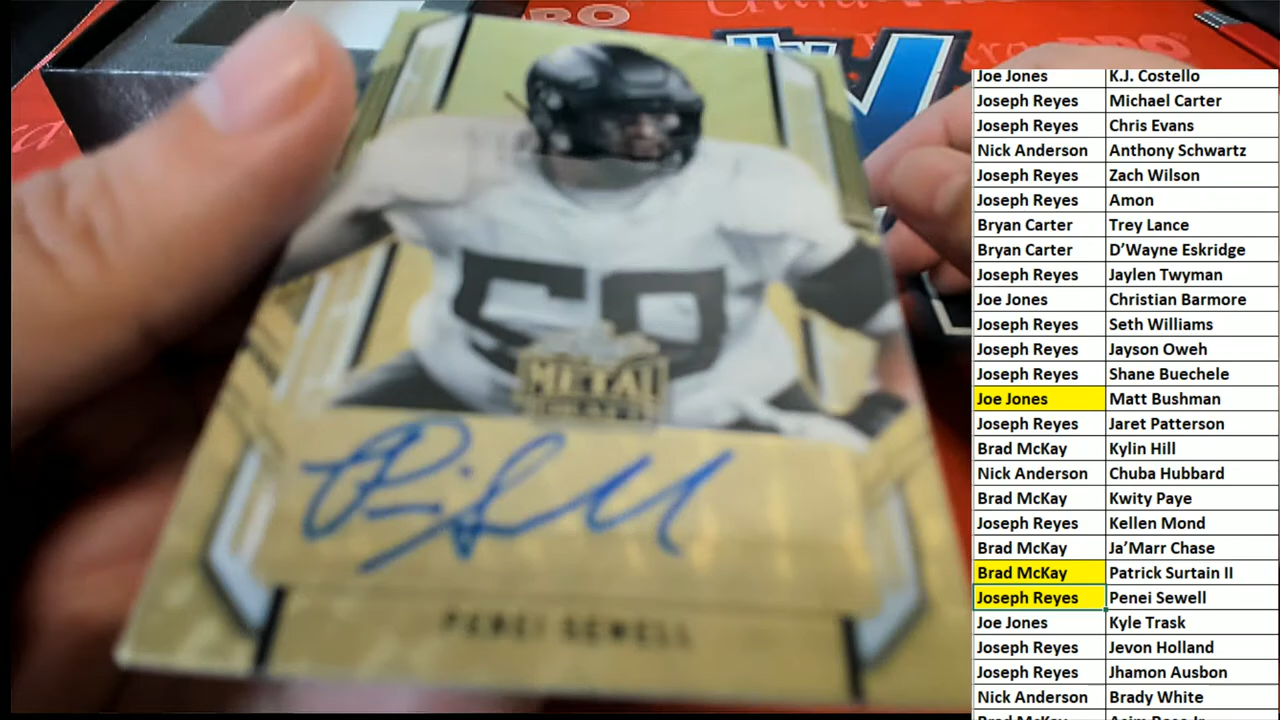 PRO
PRO
58
METAL
DRAFT
PENEI SEWELL
Joe Jones K.J. Costello
Joseph Reyes Michael Carter
Joseph Reyes Chris Evans
Nick Anderson Anthony Schwartz
Joseph Reyes Zach Wilson
Joseph Reyes Amon
Bryan Carter Trey Lance
Bryan Carter D’Wayne Eskridge
Joseph Reyes Jaylen Twyman
Joe Jones Christian Barmore
Joseph Reyes Seth Williams
Joseph Reyes Jayson Oweh
Joseph Reyes Shane Buechele
Joe Jones Matt Bushman
Joseph Reyes Jaret Patterson
Brad McKay Kylin Hill
Nick Anderson Chuba Hubbard
Brad McKay Kwity Paye
Joseph Reyes Kellen Mond
Brad McKay Ja’Marr Chase
Brad McKay Patrick Surtain II
Joseph Reyes Penei Sewell
Joe Jones Kyle Trask
Joseph Reyes Jevon Holland
Joseph Reyes Jhamon Ausbon
Nick Anderson Brady White